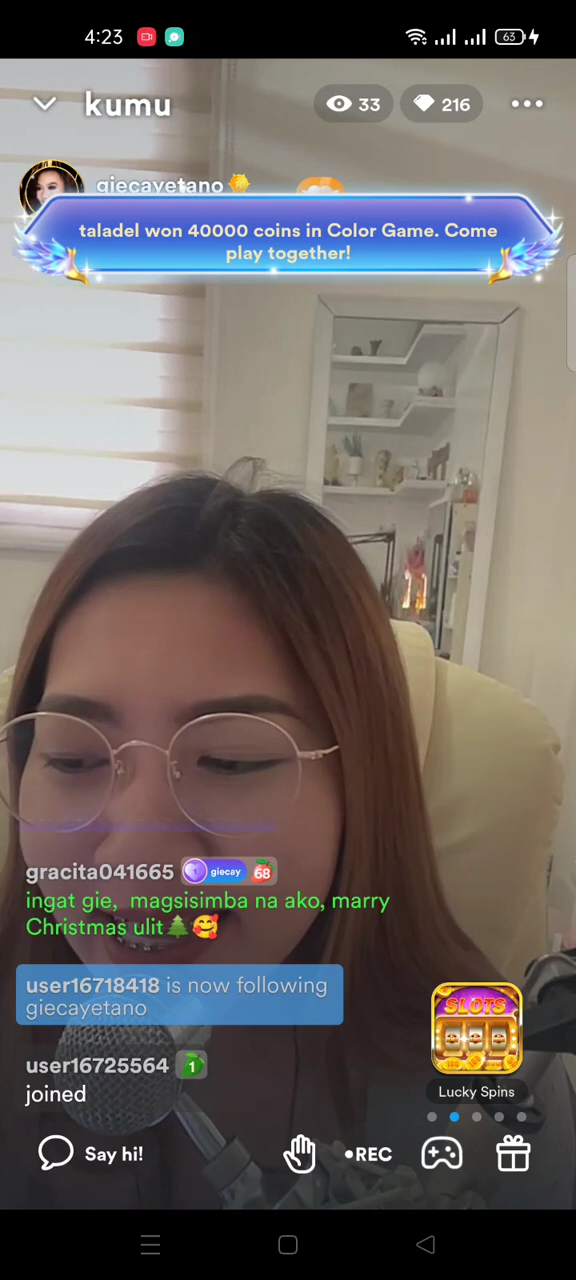 4:23
63
kumu
33
216
giecayetano
taladel won 40000 coins in Color Game. Come
play together!
gracita041665 giecay 68
ingat gie, magsisimba na ako, marry
Christmas ulit
user16718418 is now following
giecayetano
user16725564 1
joined
SLOTS
Lucky Spins
Say hi!
•REC